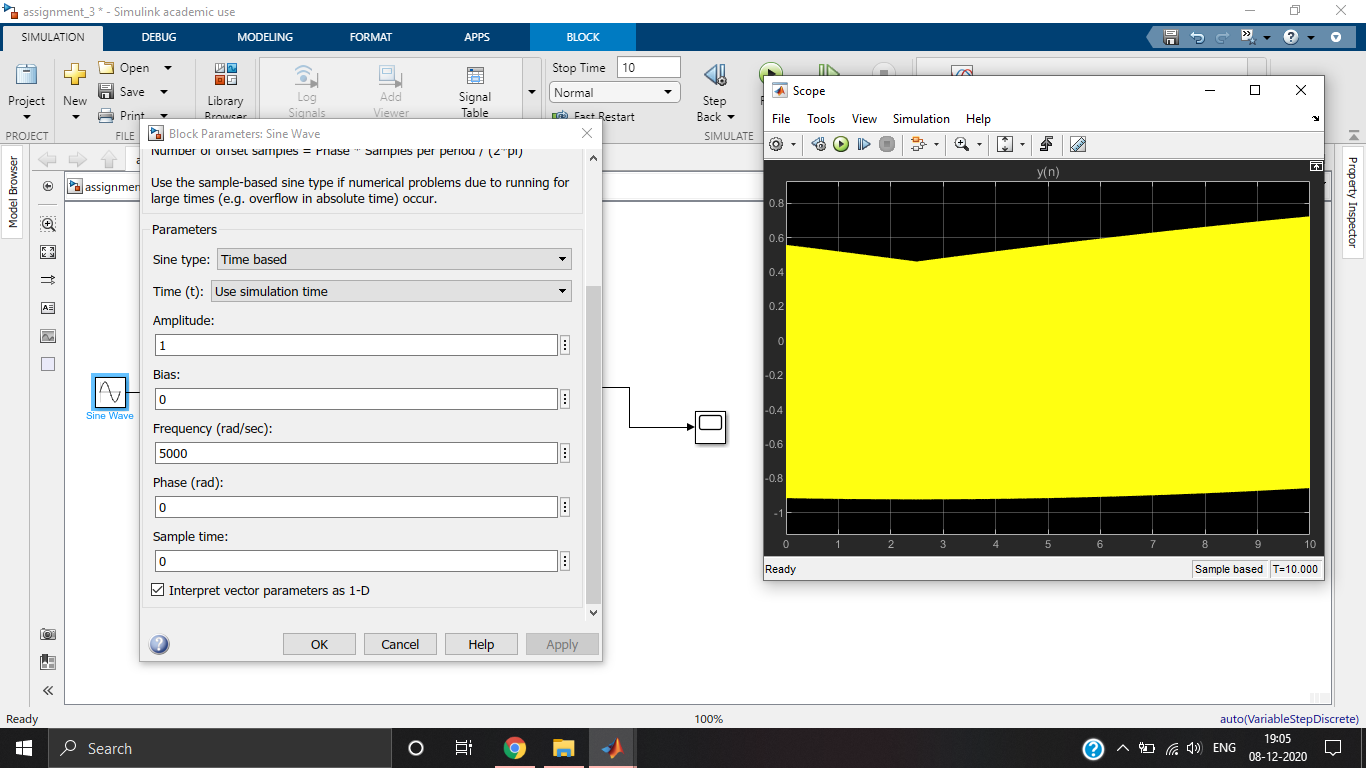 assignment_3 * - Simulink academic use
SIMULATION
DEBUG
MODELING
FORMAT
APPS
BLOCK
Project
New
Open
Save
Print
Library
Browser
Log
Signals
Add
Viewer
Signal
Table
Stop Time
10
Normal
Fast Restart
Step
Back
PROJECT
FILE
SIMULATE
Model Browser
Property Inspector
Block Parameters: Sine Wave
Number of offset samples = Phase * Samples per period / (2*pi)
Use the sample-based sine type if numerical problems due to running for
large times (e.g. overflow in absolute time) occur.
Parameters
Sine type:
Time based
Time (t):
Use simulation time
Amplitude:
1
Bias:
0
Frequency (rad/sec):
5000
Phase (rad):
0
Sample time:
0
Interpret vector parameters as 1-D
OK
Cancel
Help
Apply
assignmen
Sine Wave
Scope
File
Tools
View
Simulation
Help
y(n)
0.8
0.6
0.4
0.2
0
-0.2
-0.4
-0.6
-0.8
-1
0
1
2
3
4
5
6
7
8
9
10
Ready
Sample based
T=10.000
Ready
100%
auto(VariableStepDiscrete)
Search
ENG
19:05
08-12-2020